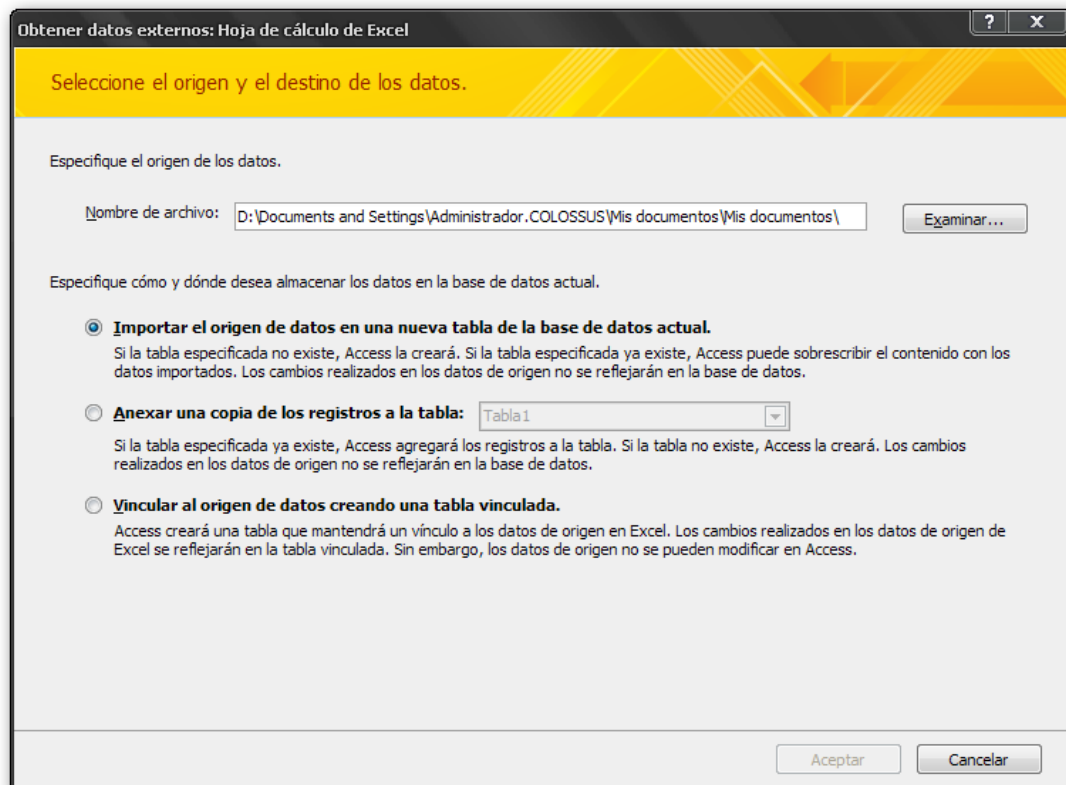 Obtener datos externos: Hoja de cálculo de Excel
? X
Seleccione el origen y el destino de los datos.
Especifique el origen de los datos.
Nombre de archivo: D:\Documents and Settings\Administrador.COLOSSUS\Mis documentos\Mis documentos\ Examinar...
Especifique cómo y dónde desea almacenar los datos en la base de datos actual.
Importar el origen de datos en una nueva tabla de la base de datos actual.
Si la tabla especificada no existe, Access la creará. Si la tabla especificada ya existe, Access puede sobrescribir el contenido con los
datos importados. Los cambios realizados en los datos de origen no se reflejarán en la base de datos.
Anexar una copia de los registros a la tabla: Tabla1
Si la tabla especificada ya existe, Access agregará los registros a la tabla. Si la tabla no existe, Access la creará. Los cambios
realizados en los datos de origen no se reflejarán en la base de datos.
Vincular al origen de datos creando una tabla vinculada.
Access creará una tabla que mantendrá un vínculo a los datos de origen en Excel. Los cambios realizados en los datos de origen de
Excel se reflejarán en la tabla vinculada. Sin embargo, los datos de origen no se pueden modificar en Access.
Aceptar Cancelar